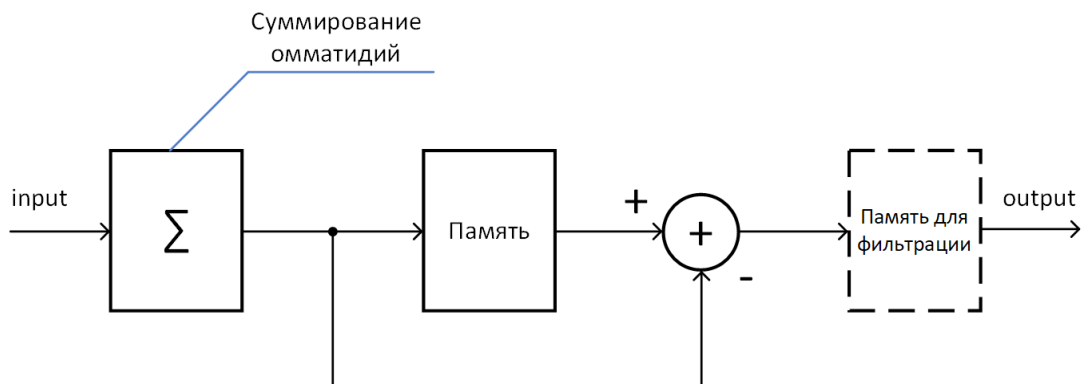 Суммирование
омматидий
input
∑
Память
+
+
-
Память для
фильтрации
output